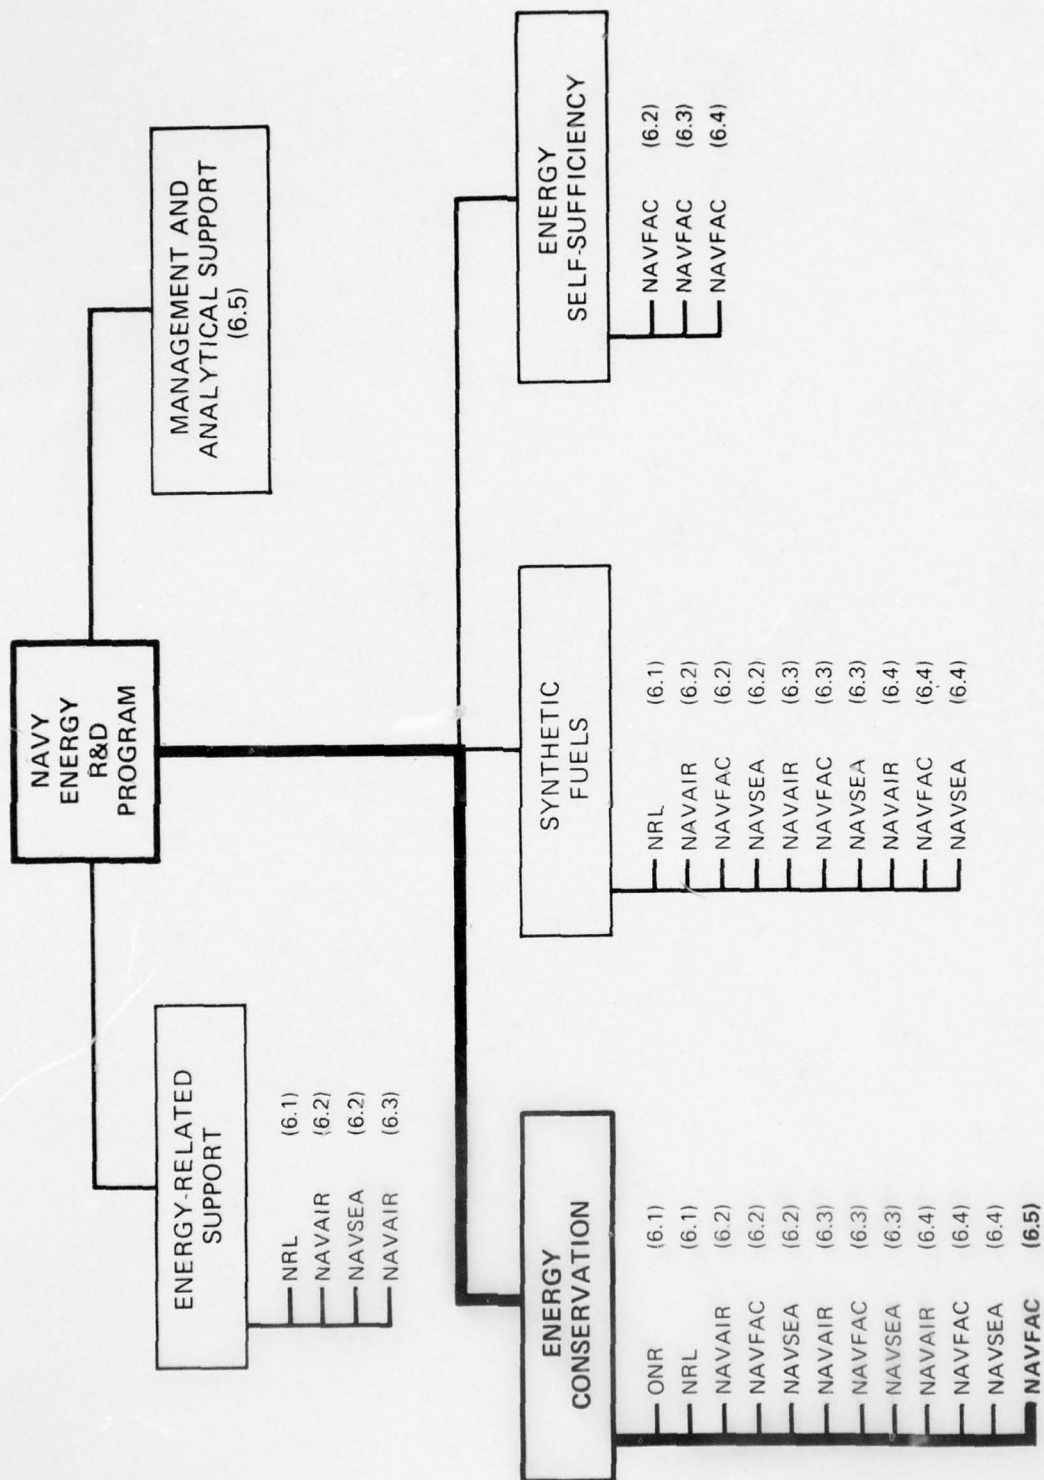 NAVY
ENERGY
R&D
PROGRAM
ENERGY-RELATED
SUPPORT
NRL (6.1)
NAVAIR (6.2)
NAVSEA (6.2)
NAVAIR (6.3)
MANAGEMENT AND
ANALYTICAL SUPPORT
(6.5)
ENERGY
CONSERVATION
ONR (6.1)
NRL (6.1)
NAVAIR (6.2)
NAVFAC (6.2)
NAVSEA (6.2)
NAVAIR (6.3)
NAVFAC (6.3)
NAVSEA (6.3)
NAVAIR (6.4)
NAVFAC (6.4)
NAVSEA (6.4)
NAVFAC (6.5)
SYNTHETIC
FUELS
NRL (6.1)
NAVAIR (6.2)
NAVFAC (6.2)
NAVSEA (6.2)
NAVAIR (6.3)
NAVFAC (6.3)
NAVSEA (6.3)
NAVAIR (6.4)
NAVFAC (6.4)
NAVSEA (6.4)
ENERGY
SELF-SUFFICIENCY
NAVFAC (6.2)
NAVFAC (6.3)
NAVFAC (6.4)